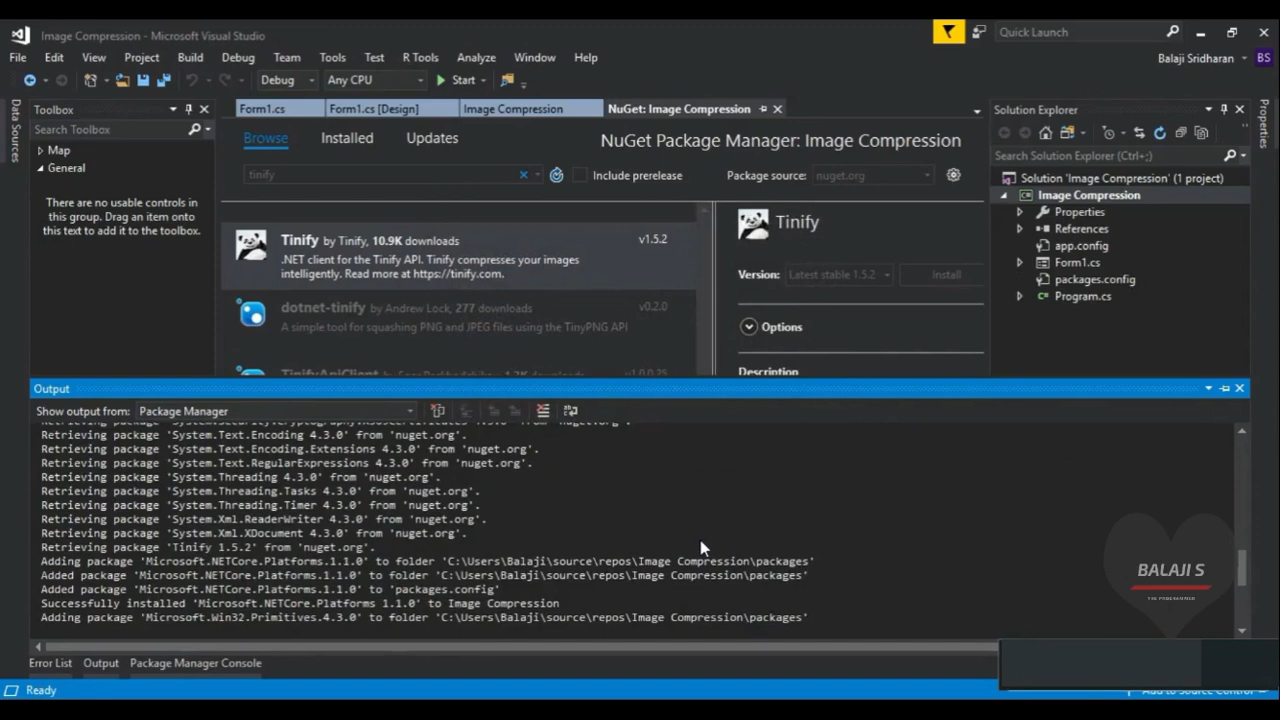 Image Compression - Microsoft Visual Studio
Quick Launch
File Edit View Project Build Debug Team Tools Test R Tools Analyze Window Help
Balaji Sridharan BS
Debug Any CPU Start
Data Sources
Toolbox
Search Toolbox
Map
General
There are no usable controls in
this group. Drag an item onto
this text to add it to the toolbox.
Form1.cs Form1.cs [Design] Image Compression NuGet: Image Compression
Browse Installed Updates
NuGet Package Manager: Image Compression
tinify
Include prerelease
Package source: nuget.org
Tinify by Tinify, 10.9K downloads v1.5.2
.NET client for the Tinify API. Tinify compresses your images
intelligently. Read more at https://tinify.com.
dotnet-tinify by Andrew Lock, 277 downloads v0.2.0
A simple tool for squashing PNG and JPEG files using the TinyPNG API
Tinify
Version: Latest stable 1.5.2 Install
Options
Description
Solution Explorer
Search Solution Explorer (Ctrl+;)
Solution 'Image Compression' (1 project)
Image Compression
Properties
References
app.config
Form1.cs
packages.config
Program.cs
Properties
Output
Show output from: Package Manager
Retrieving package 'System.Text.Encoding 4.3.0' from 'nuget.org'.
Retrieving package 'System.Text.Encoding.Extensions 4.3.0' from 'nuget.org'.
Retrieving package 'System.Text.RegularExpressions 4.3.0' from 'nuget.org'.
Retrieving package 'System.Threading 4.3.0' from 'nuget.org'.
Retrieving package 'System.Threading.Tasks 4.3.0' from 'nuget.org'.
Retrieving package 'System.Threading.Timer 4.3.0' from 'nuget.org'.
Retrieving package 'System.Xml.ReaderWriter 4.3.0' from 'nuget.org'.
Retrieving package 'System.Xml.XDocument 4.3.0' from 'nuget.org'.
Retrieving package 'Tinify 1.5.2' from 'nuget.org'.
Adding package 'Microsoft.NETCore.Platforms.1.1.0' to folder 'C:\Users\Balaji\source\repos\Image Compression\packages'
Added package 'Microsoft.NETCore.Platforms.1.1.0' to folder 'C:\Users\Balaji\source\repos\Image Compression\packages'
Added package 'Microsoft.NETCore.Platforms.1.1.0' to 'packages.config'
Successfully installed 'Microsoft.NETCore.Platforms 1.1.0' to Image Compression
Adding package 'Microsoft.Win32.Primitives.4.3.0' to folder 'C:\Users\Balaji\source\repos\Image Compression\packages'
BALAJI S
THE PROGRAMMER
Error List Output Package Manager Console
Ready
Add to Source Control